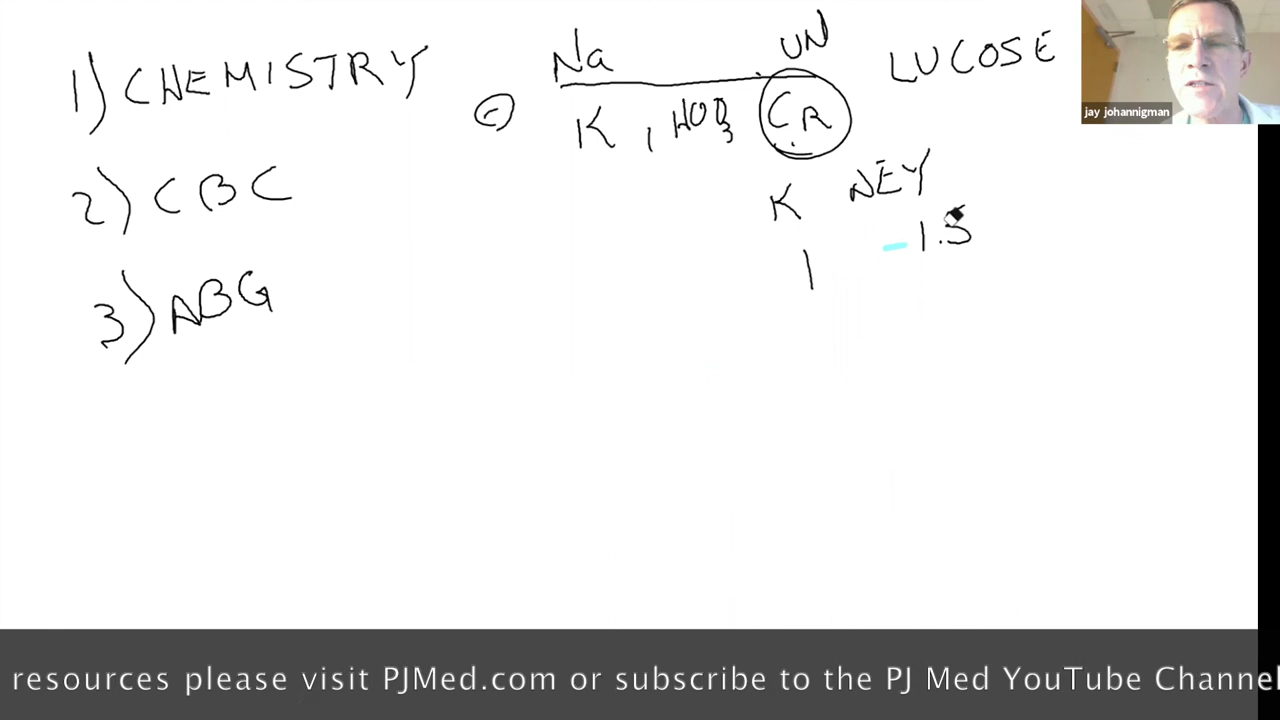 1) CHEMISTRY
2) CBC
3) ABG
Na UN LUCOSE
K HCO3 CR
K NEY
1 - 1.5
jay johannigman
resources please visit PJMed.com or subscribe to the PJ Med YouTube Channel